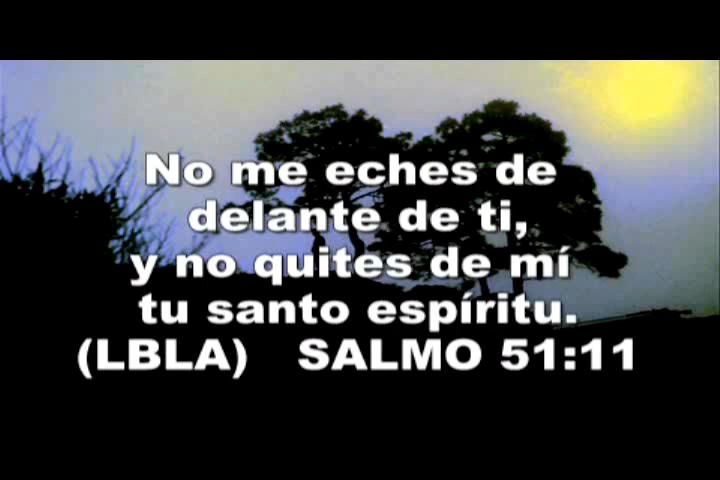 No me eches de
delante de ti,
y no quites de mí
tu santo espíritu.
(LBLA) SALMO 51:11